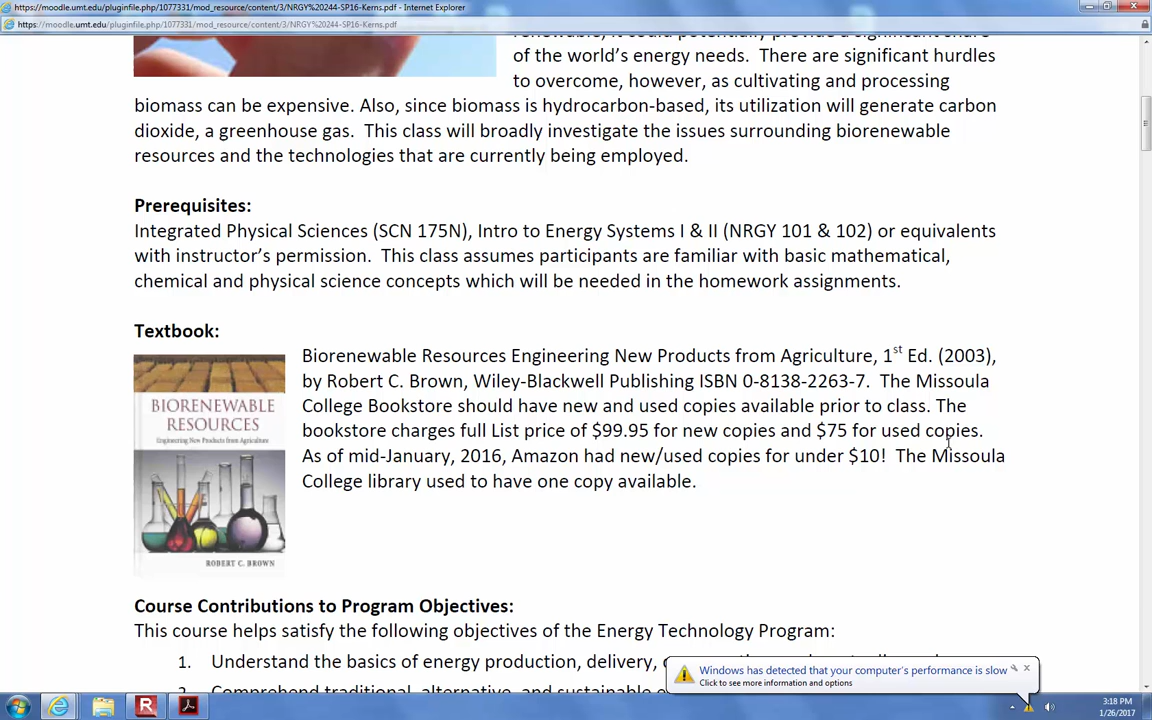 https://moodle.umt.edu/pluginfile.php/1077331/mod_resource/content/3/NRGY%20244-SP16-Kerns.pdf - Internet Explorer
https://moodle.umt.edu/pluginfile.php/1077331/mod_resource/content/3/NRGY%20244-SP16-Kerns.pdf
renewable, it could potentially provide a significant share
of the world's energy needs.  There are significant hurdles
to overcome, however, as cultivating and processing
biomass can be expensive. Also, since biomass is hydrocarbon-based, its utilization will generate carbon
dioxide, a greenhouse gas.  This class will broadly investigate the issues surrounding biorenewable
resources and the technologies that are currently being employed.
Prerequisites:
Integrated Physical Sciences (SCN 175N), Intro to Energy Systems I & II (NRGY 101 & 102) or equivalents
with instructor's permission.  This class assumes participants are familiar with basic mathematical,
chemical and physical science concepts which will be needed in the homework assignments.
Textbook:
BIORENEWABLE
RESOURCES
Engineering New Products from Agriculture
ROBERT C. BROWN
Biorenewable Resources Engineering New Products from Agriculture, 1st Ed. (2003),
by Robert C. Brown, Wiley-Blackwell Publishing ISBN 0-8138-2263-7.  The Missoula
College Bookstore should have new and used copies available prior to class. The
bookstore charges full List price of $99.95 for new copies and $75 for used copies.
As of mid-January, 2016, Amazon had new/used copies for under $10!  The Missoula
College library used to have one copy available.
Course Contributions to Program Objectives:
This course helps satisfy the following objectives of the Energy Technology Program:
1. Understand the basics of energy production, delivery,
2. Comprehend traditional, alternative, and sustainable
Windows has detected that your computer's performance is slow
Click to see more information and options
3:18 PM
1/26/2017